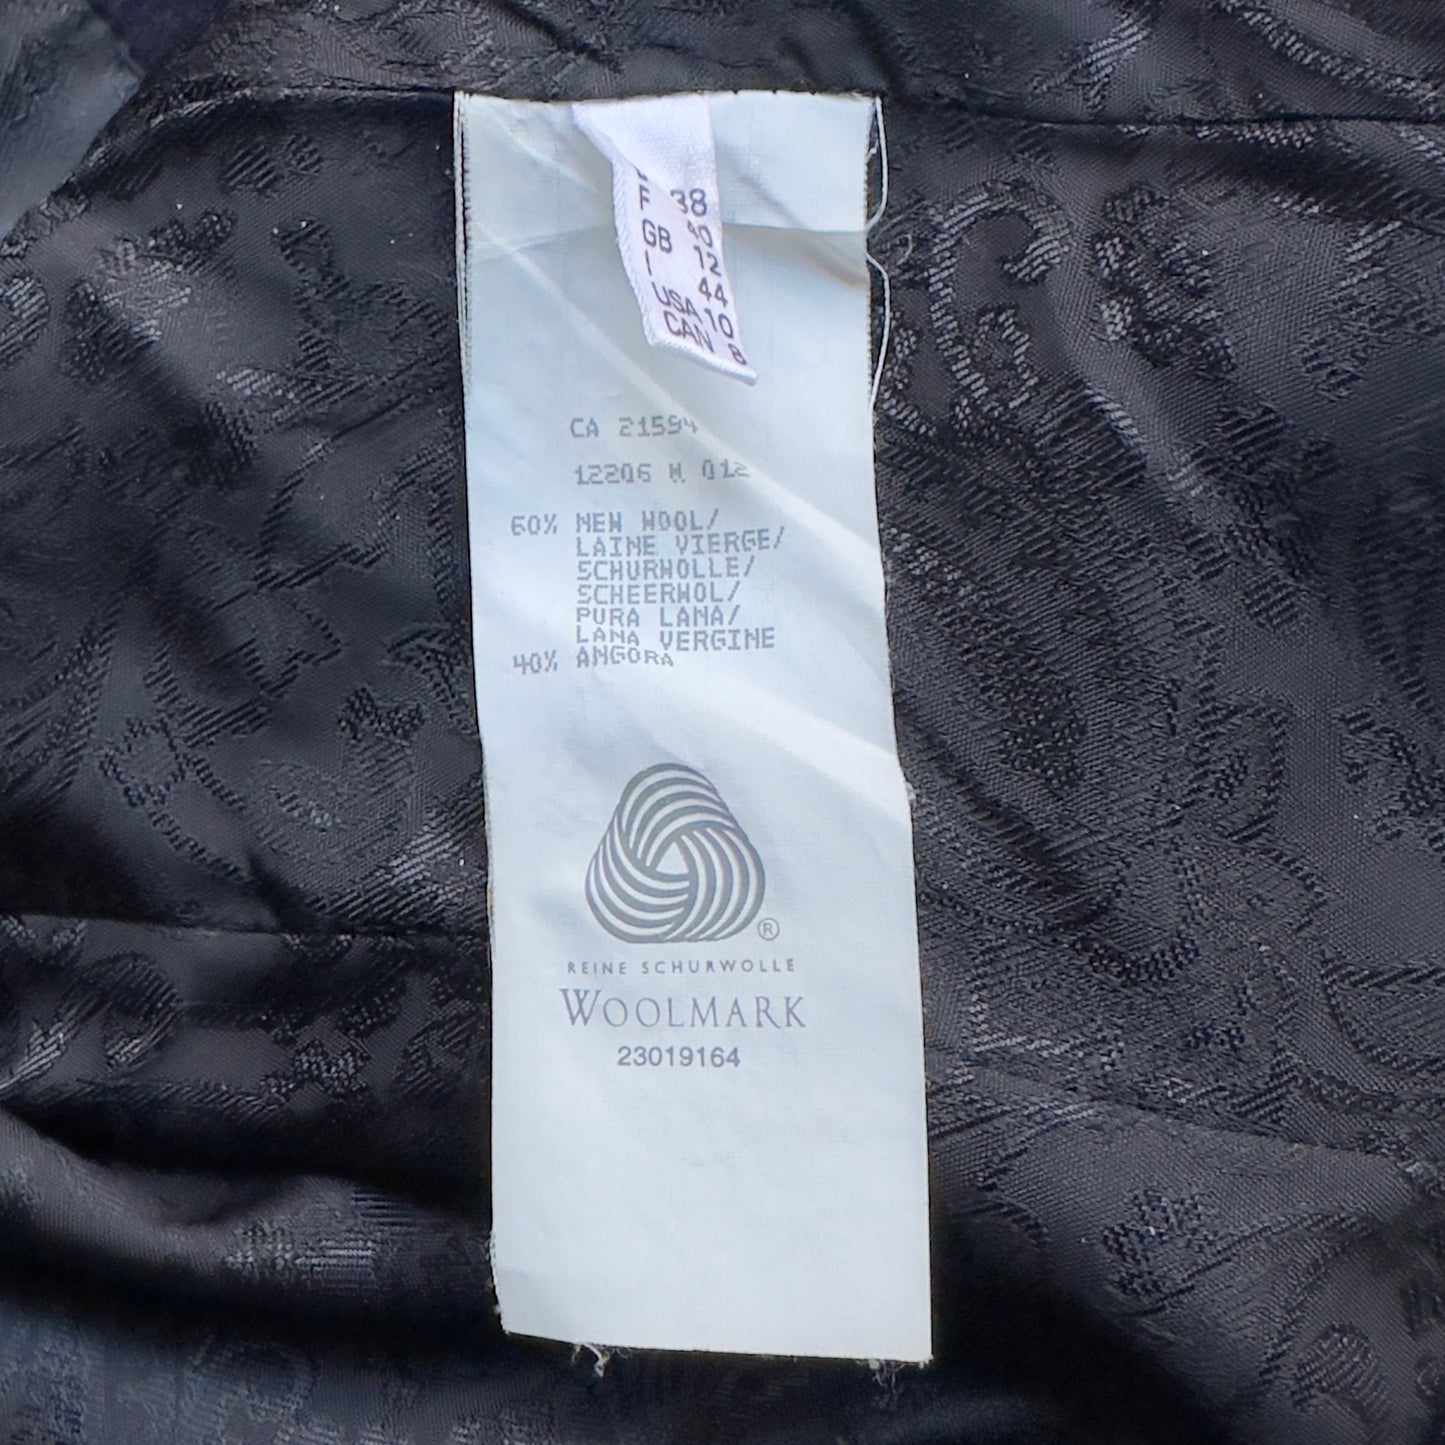 38
F 40
GB 12
I 44
USA 10
CAN 8
CA 21594
12206 W 012
60% NEW WOOL/
LAINE VIERGE/
SCHURWOLLE/
SCHEERWOL/
PURA LANA/
LANA VERGINE
40% ANGORA
®
REINE SCHURWOLLE
WOOLMARK
23019164